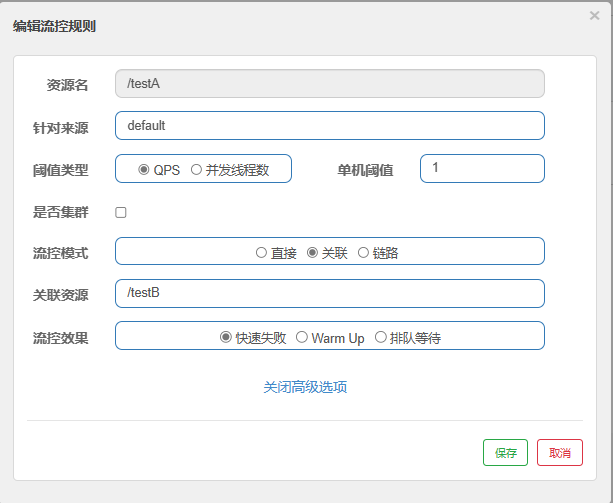 编辑流控规则
×
资源名 /testA
针对来源 default
阈值类型 QPS 并发线程数 单机阈值 1
是否集群
流控模式 直接 关联 链路
关联资源 /testB
流控效果 快速失败 Warm Up 排队等待
关闭高级选项
保存 取消